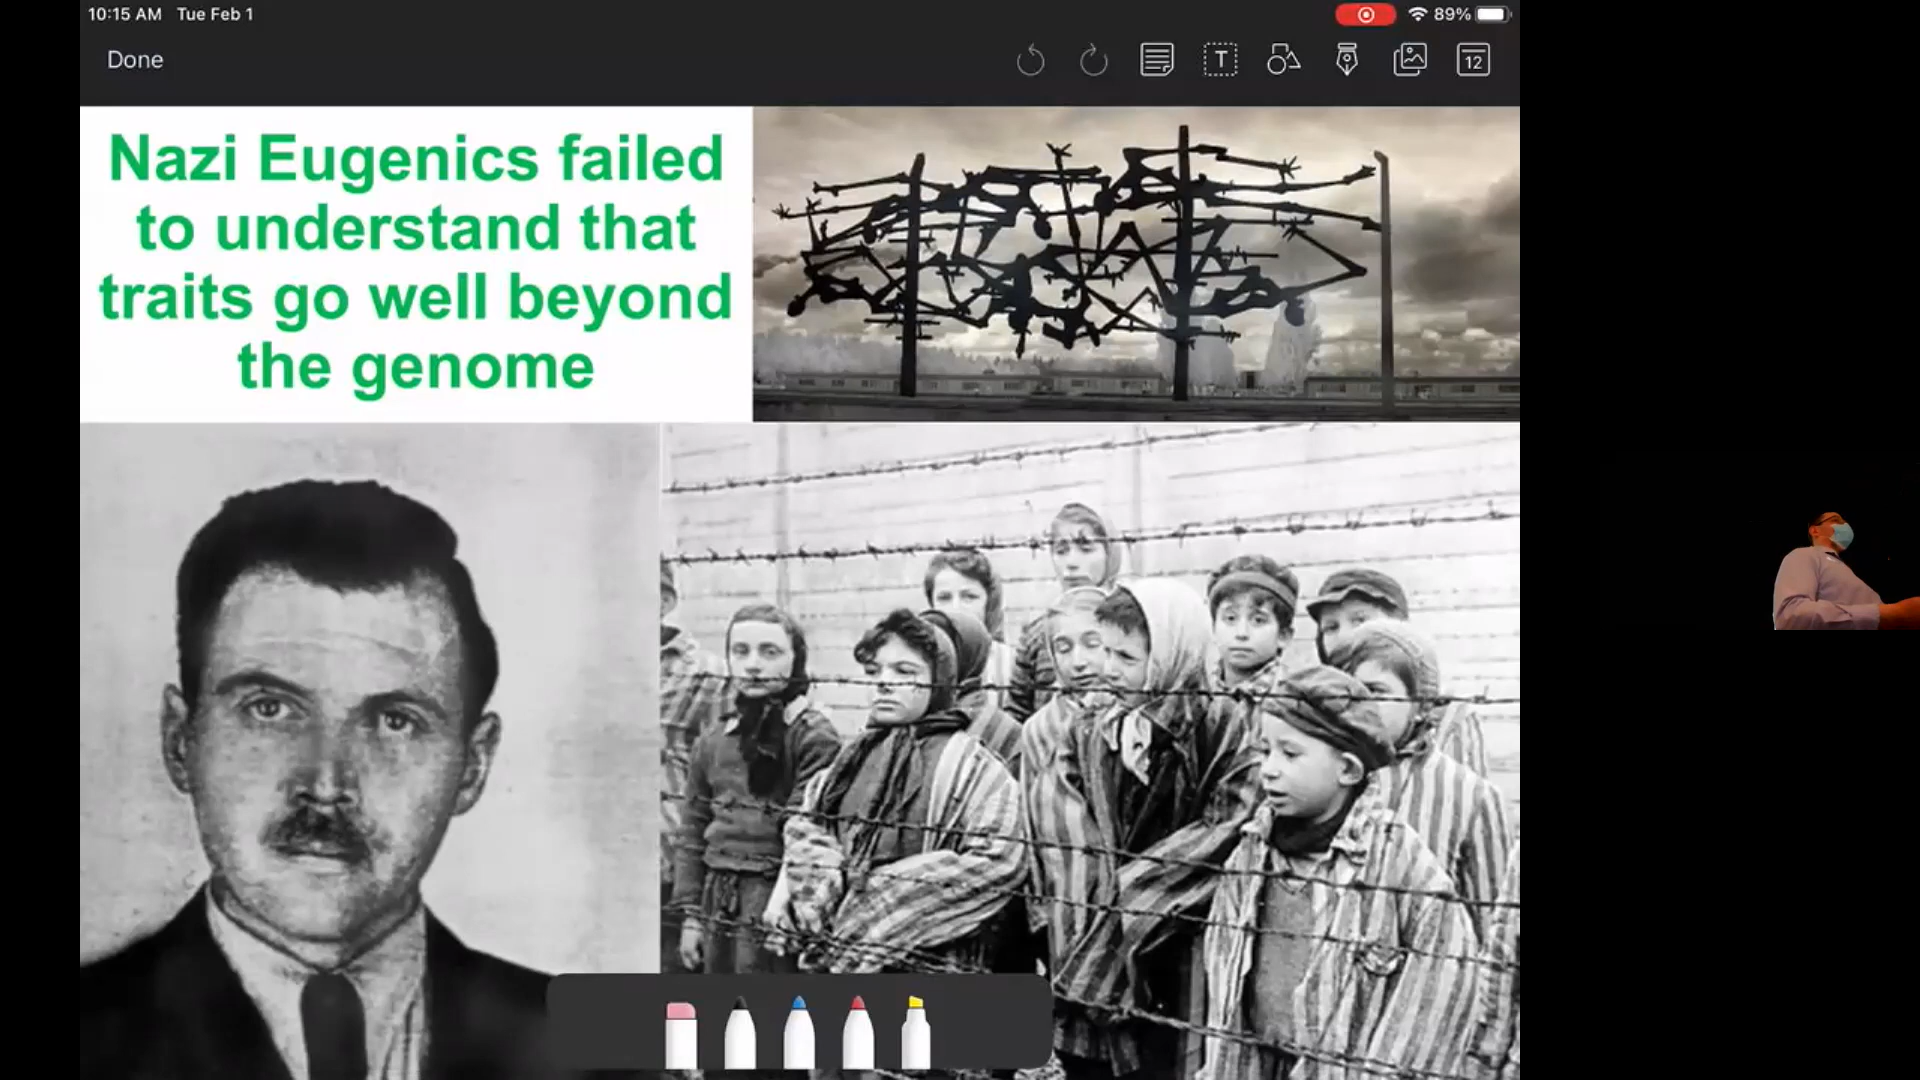 10:15 AM Tue Feb 1
89%
Done
T
12
Nazi Eugenics failed
to understand that
traits go well beyond
the genome